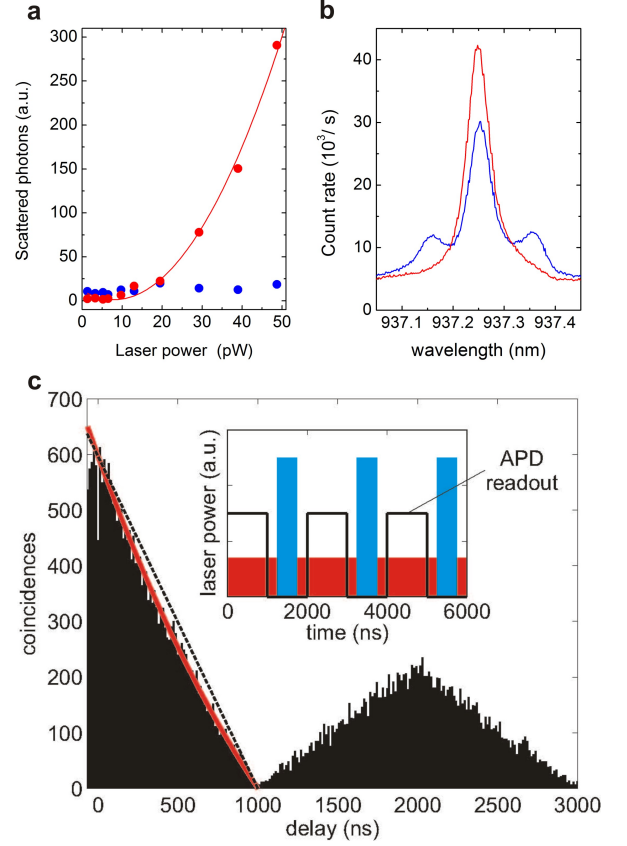 a
300
250
200
150
100
50
0
Scattered photons (a.u.)
0 10 20 30 40 50
Laser power (pW)
b
40
30
20
10
0
Count rate (10³/ s)
937.1 937.2 937.3 937.4
wavelength (nm)
c
700
600
500
400
300
200
100
0
coincidences
0 500 1000 1500 2000 2500 3000
delay (ns)
laser power (a.u.)
APD
readout
0 2000 4000 6000
time (ns)